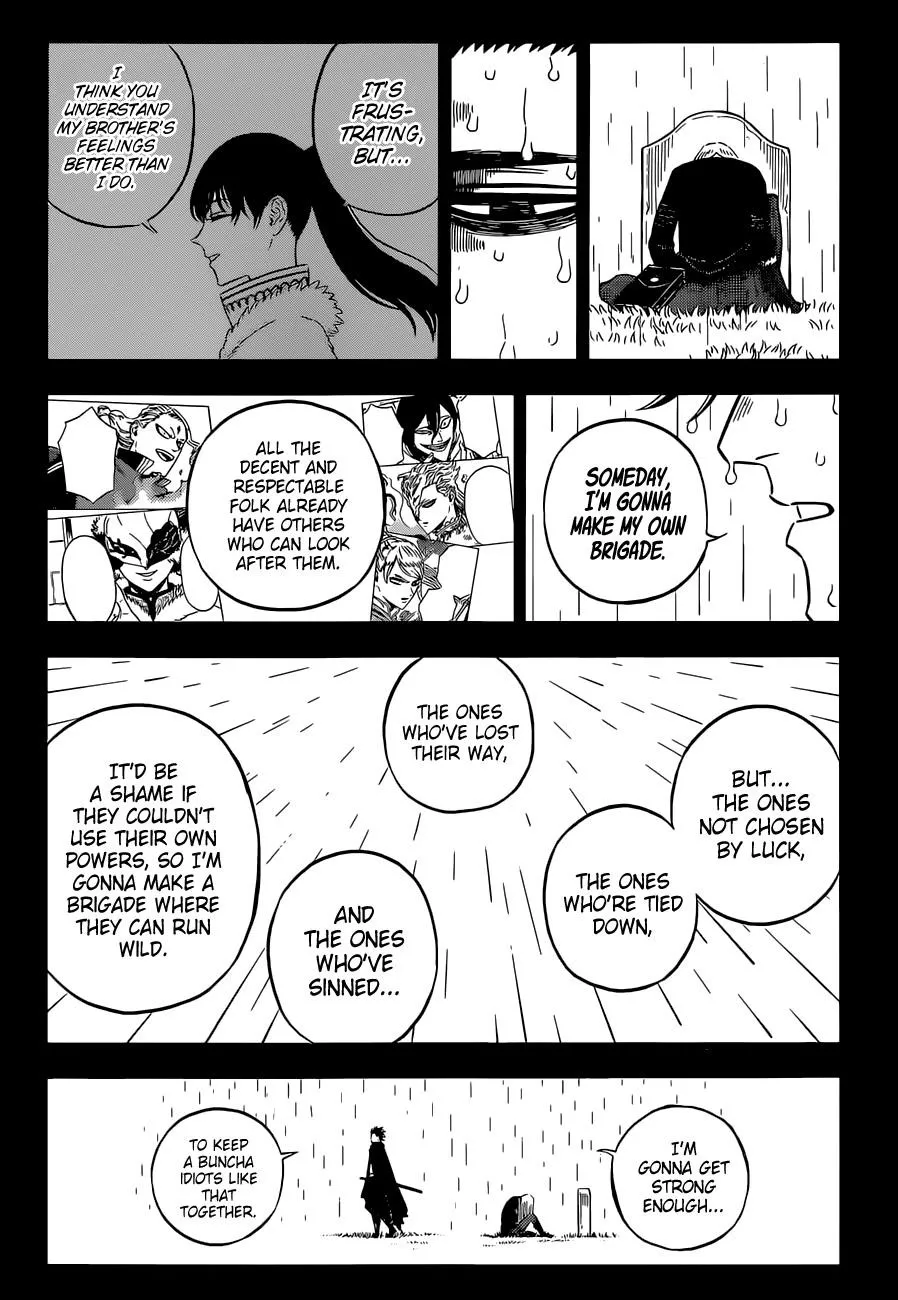 IT'S
FRUS-
TRATING,
BUT...
I
THINK YOU
UNDERSTAND
MY BROTHER'S
FEELINGS
BETTER THAN
I DO.
SOMEDAY,
I'M GONNA
MAKE MY OWN
BRIGADE.
ALL THE
DECENT AND
RESPECTABLE
FOLK ALREADY
HAVE OTHERS
WHO CAN LOOK
AFTER THEM.
BUT...
THE ONES
NOT CHOSEN
BY LUCK,
THE ONES
WHO'RE TIED
DOWN,
THE ONES
WHO'VE LOST
THEIR WAY,
AND
THE ONES
WHO'VE
SINNED...
IT'D BE
A SHAME IF
THEY COULDN'T
USE THEIR OWN
POWERS, SO I'M
GONNA MAKE A
BRIGADE WHERE
THEY CAN RUN
WILD.
I'M
GONNA GET
STRONG
ENOUGH...
TO KEEP
A BUNCHA
IDIOTS LIKE
THAT
TOGETHER.